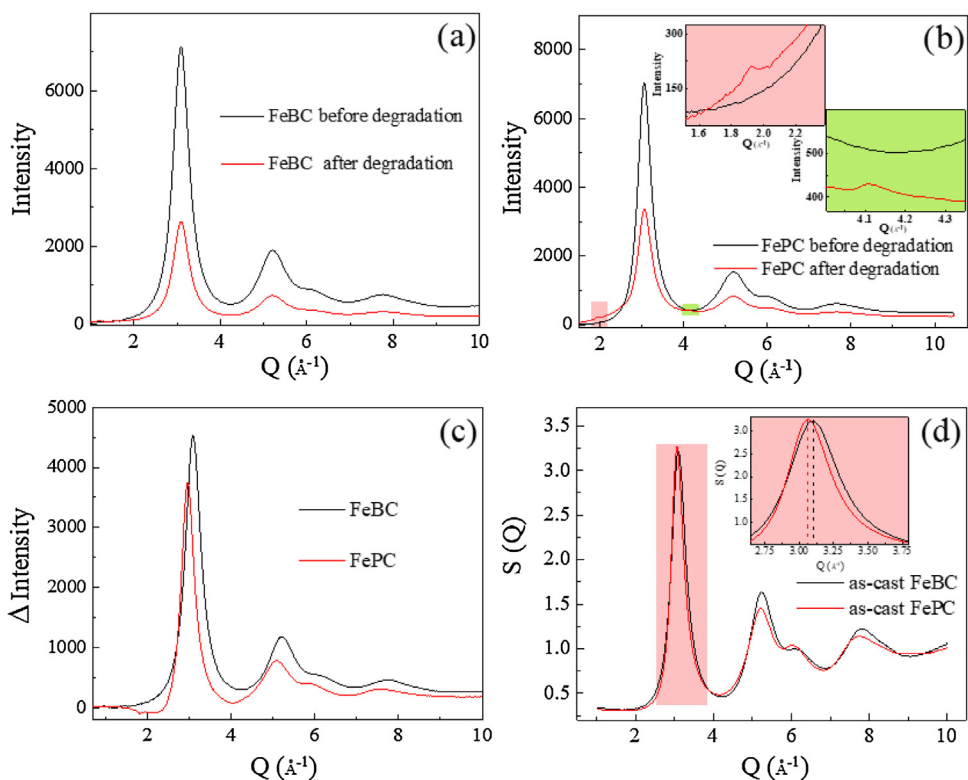 (a)
7000
6000
4000
2000
0
Intensity
FeBC before degradation
FeBC after degradation
2
4
6
8
10
Q (Å⁻¹)
(b)
8000
6000
4000
2000
0
Intensity
300
150
Intensity
1.6
1.8
2.0
2.2
500
400
Intensity
4.1
4.2
4.3
FePC before degradation
FePC after degradation
2
4
6
8
10
Q (Å⁻¹)
(c)
5000
4000
3000
2000
1000
0
Δ Intensity
FeBC
FePC
2
4
6
8
10
Q (Å⁻¹)
(d)
3.5
3.0
2.5
2.0
1.5
1.0
0.5
S (Q)
3.0
2.5
2.0
1.5
1.0
S (Q)
2.75
3.00
3.25
3.50
3.75
as-cast FeBC
as-cast FePC
2
4
6
8
10
Q (Å⁻¹)